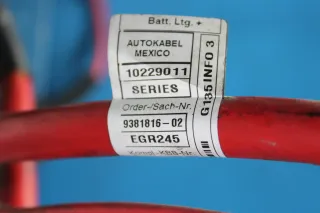 Batt. Ltg. +
AUTOKABEL
MEXICO
10229011
SERIES
Order-/Sach-Nr.
9381816-02
EGR245
G135INFO 3